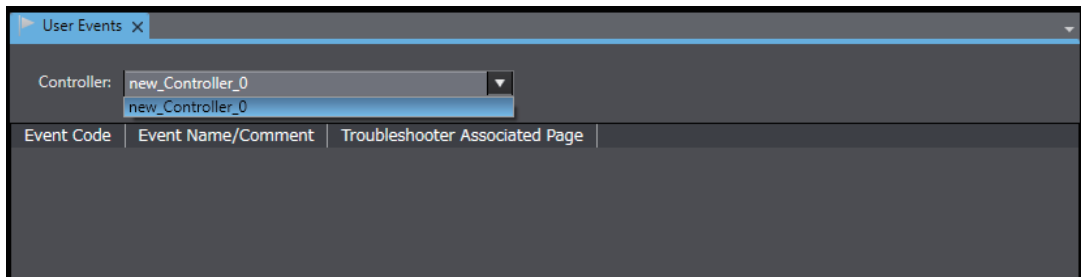 User Events
Controller: new_Controller_0
new_Controller_0
Event Code Event Name/Comment Troubleshooter Associated Page